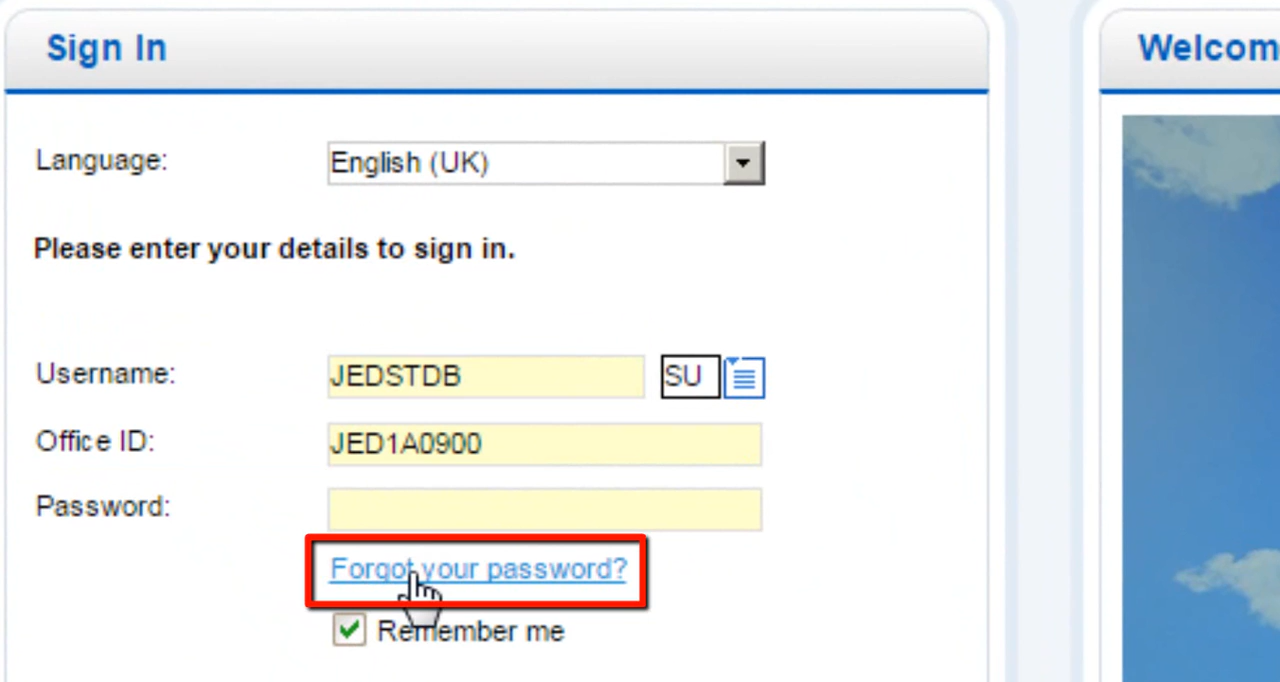 Sign In
Welcom
Language: English (UK)
Please enter your details to sign in.
Username: JEDSTDB SU
Office ID: JED1A0900
Password:
Forgot your password?
Remember me